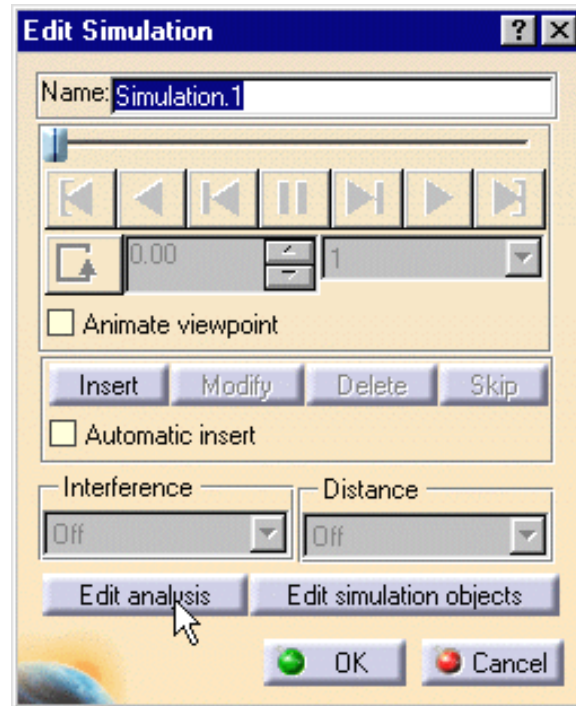 Edit Simulation
Name: Simulation.1
0.00 1
Animate viewpoint
Insert Modify Delete Skip
Automatic insert
Interference Distance
Off Off
Edit analysis Edit simulation objects
OK Cancel